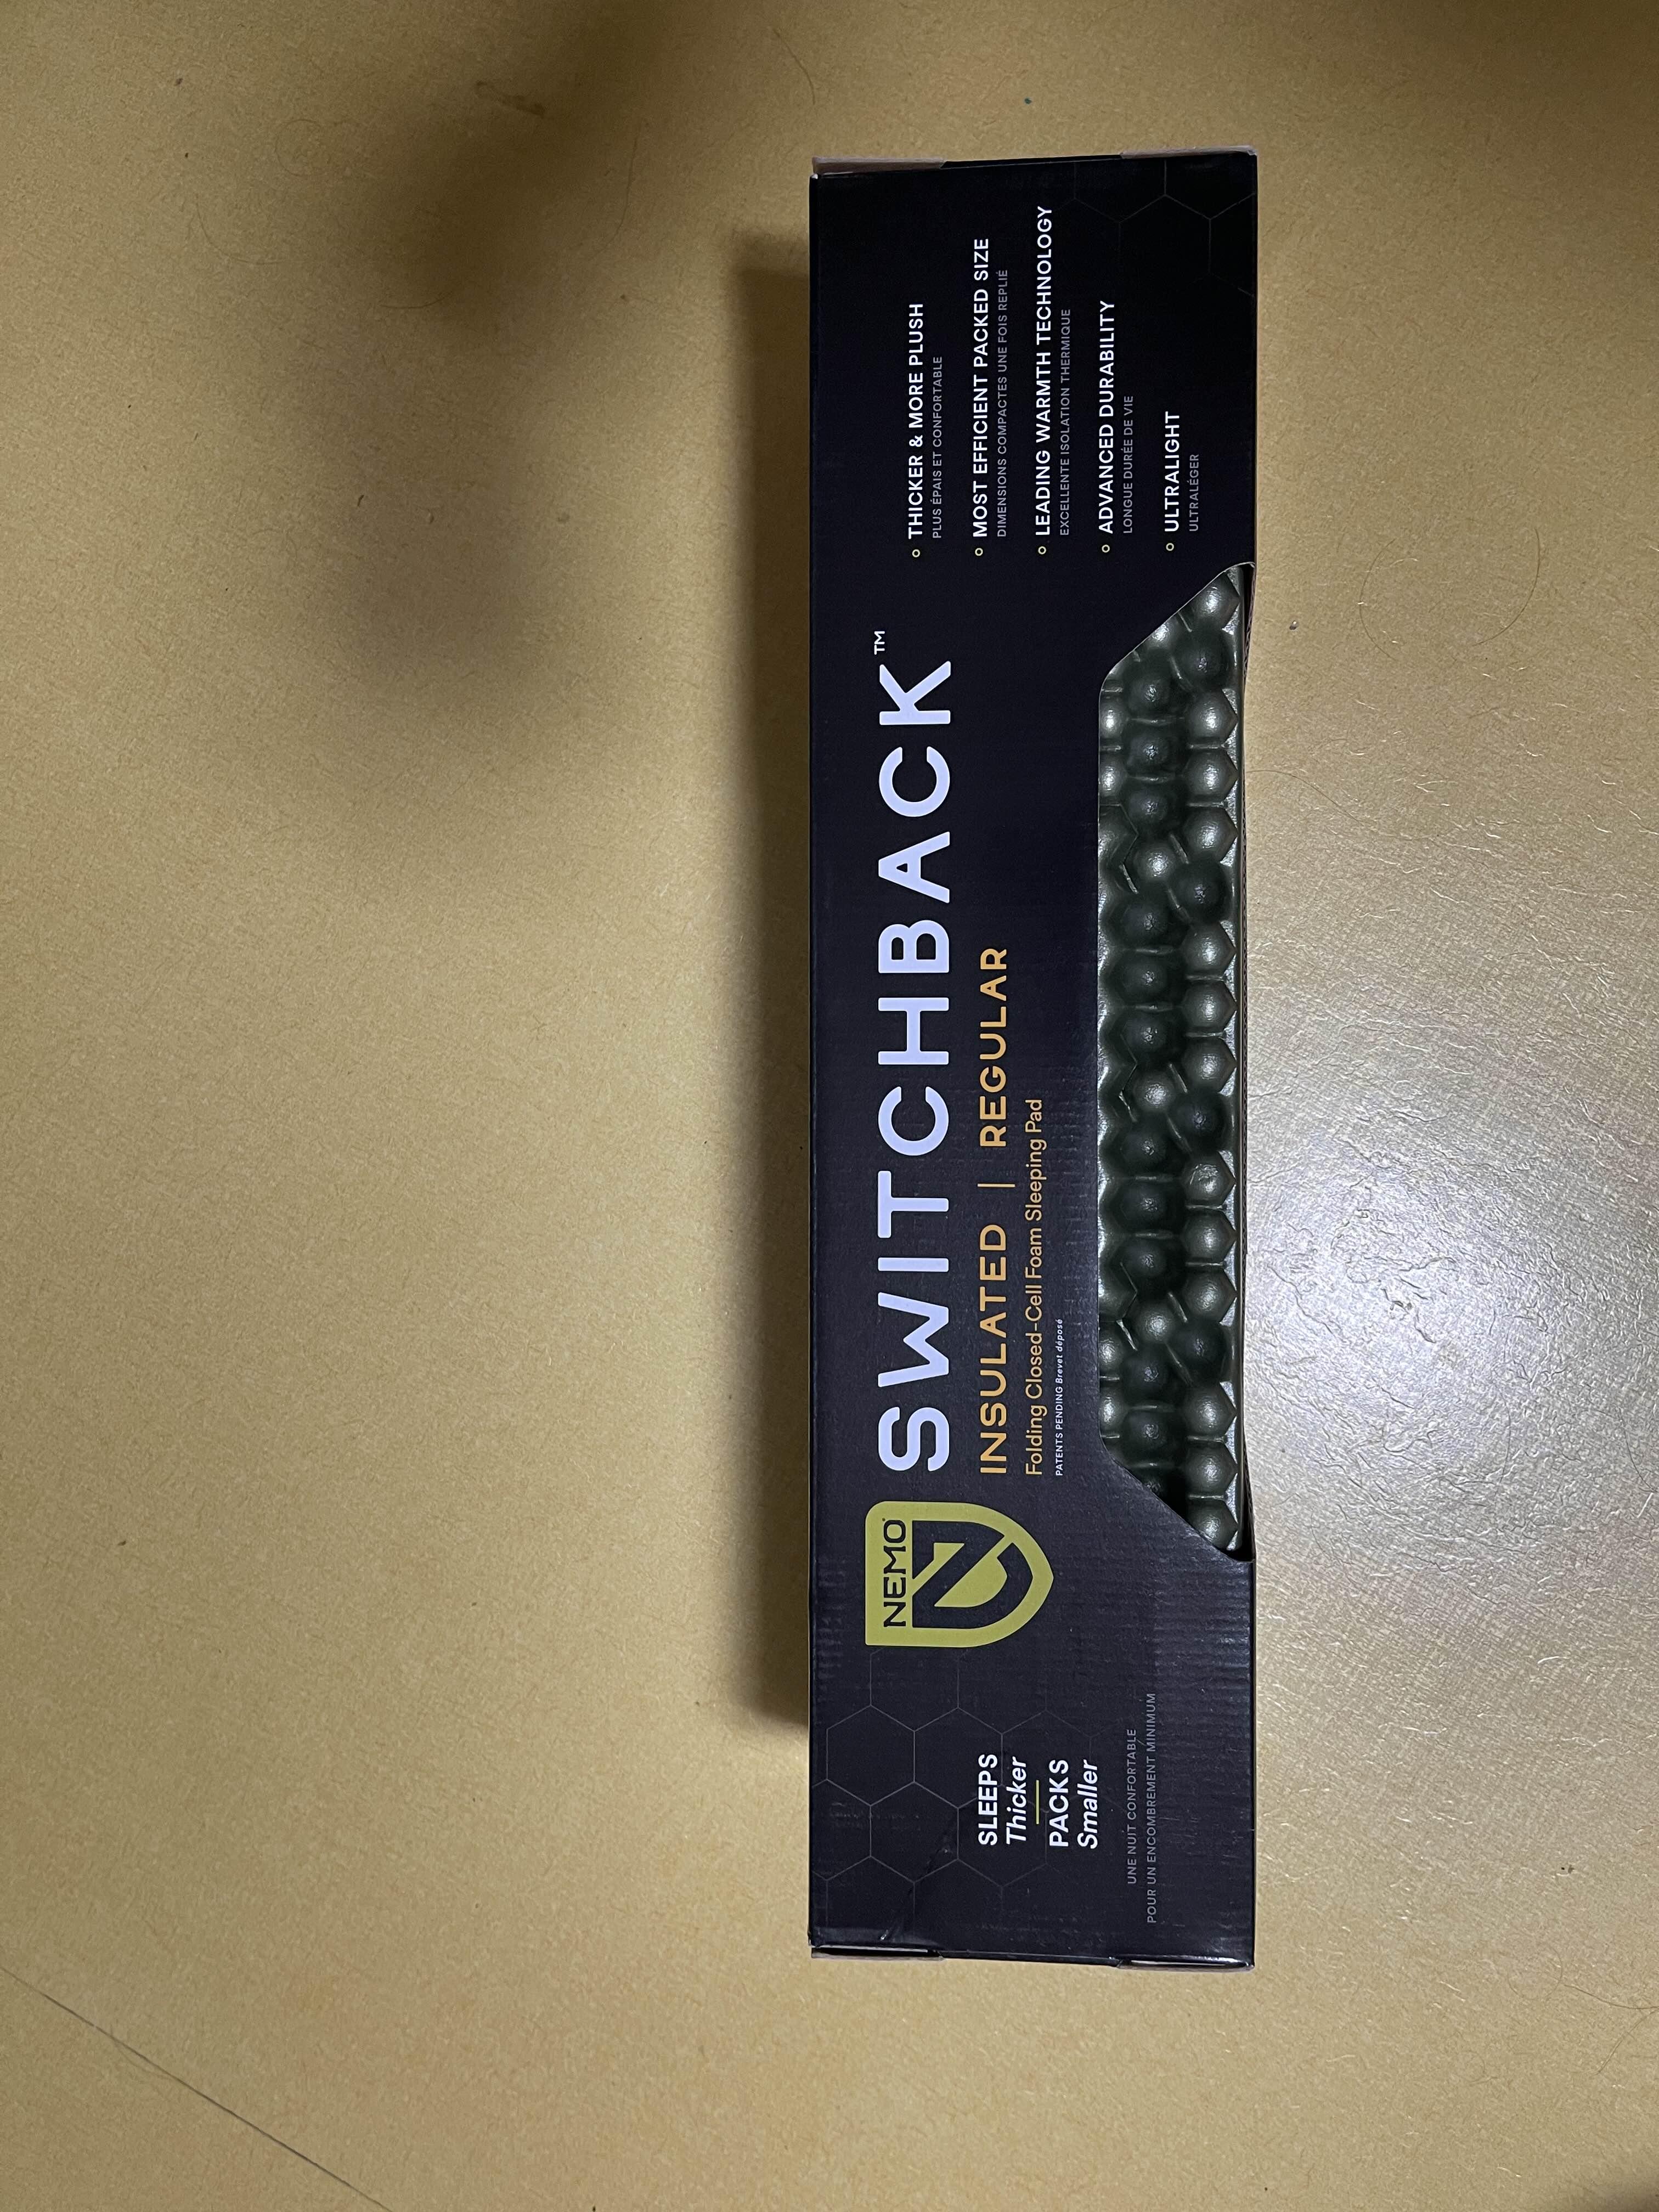 SLEEPS
Thicker
PACKS
Smaller
UNE NUIT CONFORTABLE
POUR UN ENCOMBREMENT MINIMUM
NEMO
SWITCHBACK™
INSULATED | REGULAR
Folding Closed-Cell Foam Sleeping Pad
PATENTS PENDING Brevet déposé
THICKER & MORE PLUSH
PLUS ÉPAIS ET CONFORTABLE
MOST EFFICIENT PACKED SIZE
DIMENSIONS COMPACTES UNE FOIS REPLIÉ
LEADING WARMTH TECHNOLOGY
EXCELLENTE ISOLATION THERMIQUE
ADVANCED DURABILITY
LONGUE DURÉE DE VIE
ULTRALIGHT
ULTRALÉGER